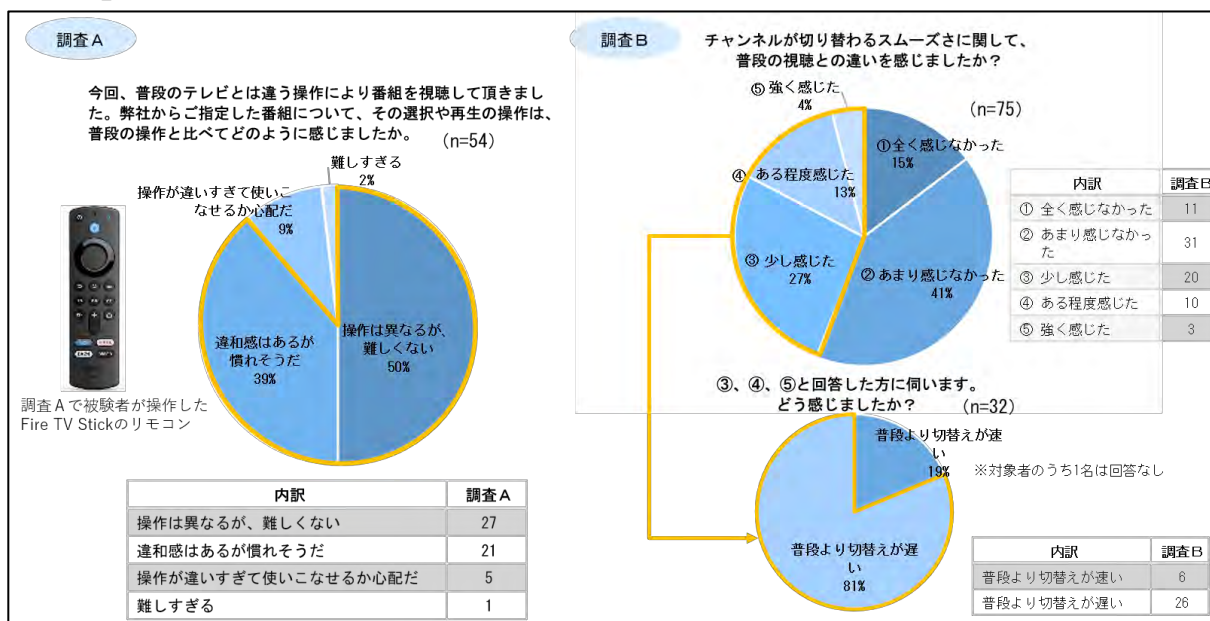 調査A
今回、普段のテレビとは違う操作により番組を視聴して頂きまし
た。弊社からご指定した番組について、その選択や再生の操作は、
普段の操作と比べてどのように感じましたか。
(n=54)
難しすぎる
2%
操作が違いすぎて使いこ
なせるか心配だ
9%
違和感はあるが
慣れそうだ
39%
操作は異なるが、
難しくない
50%
調査Aで被験者が操作した
Fire TV Stickのリモコン
内訳 調査A
操作は異なるが、難しくない 27
違和感はあるが慣れそうだ 21
操作が違いすぎて使いこなせるか心配だ 5
難しすぎる 1
調査B
チャンネルが切り替わるスムーズさに関して、
普段の視聴との違いを感じましたか?
(n=75)
⑤ 強く感じた
4%
①全く感じなかった
15%
④ ある程度感じた
13%
③ 少し感じた
27%
②あまり感じなかった
41%
内訳 調査B
① 全く感じなかった 11
② あまり感じなかっ
た 31
③ 少し感じた 20
④ ある程度感じた 10
⑤ 強く感じた 3
③、④、⑤と回答した方に伺います。
どう感じましたか?
(n=32)
普段より切替えが速
い
19%
※対象者のうち1名は回答なし
普段より切替えが遅
い
81%
内訳 調査B
普段より切替えが速い 6
普段より切替えが遅い 26